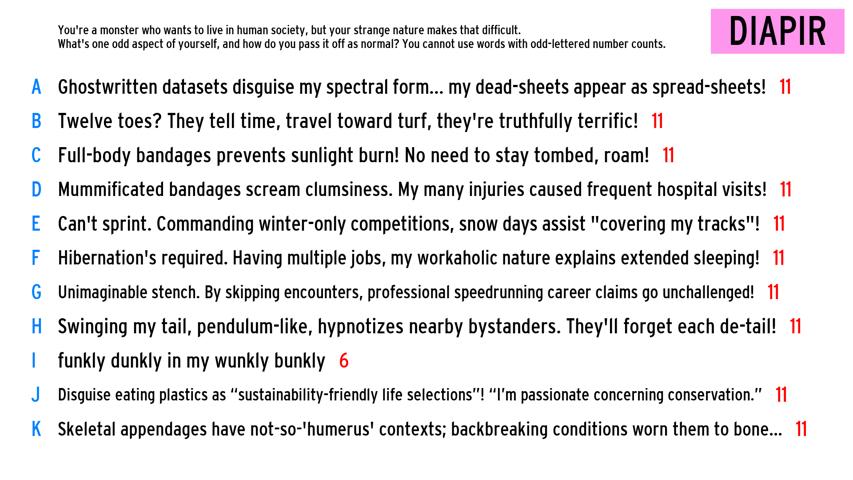 You're a monster who wants to live in human society, but your strange nature makes that difficult.
What's one odd aspect of yourself, and how do you pass it off as normal? You cannot use words with odd-lettered number counts.
DIAPIR
A Ghostwritten datasets disguise my spectral form... my dead-sheets appear as spread-sheets! 11
B Twelve toes? They tell time, travel toward turf, they're truthfully terrific! 11
C Full-body bandages prevents sunlight burn! No need to stay tombed, roam! 11
D Mummificated bandages scream clumsiness. My many injuries caused frequent hospital visits! 11
E Can't sprint. Commanding winter-only competitions, snow days assist "covering my tracks"! 11
F Hibernation's required. Having multiple jobs, my workaholic nature explains extended sleeping! 11
G Unimaginable stench. By skipping encounters, professional speedrunning career claims go unchallenged! 11
H Swinging my tail, pendulum-like, hypnotizes nearby bystanders. They'll forget each de-tail! 11
I funkly dunkly in my wunkly bunkly 6
J Disguise eating plastics as “sustainability-friendly life selections”! “I'm passionate concerning conservation.” 11
K Skeletal appendages have not-so-'humerus' contexts; backbreaking conditions worn them to bone... 11